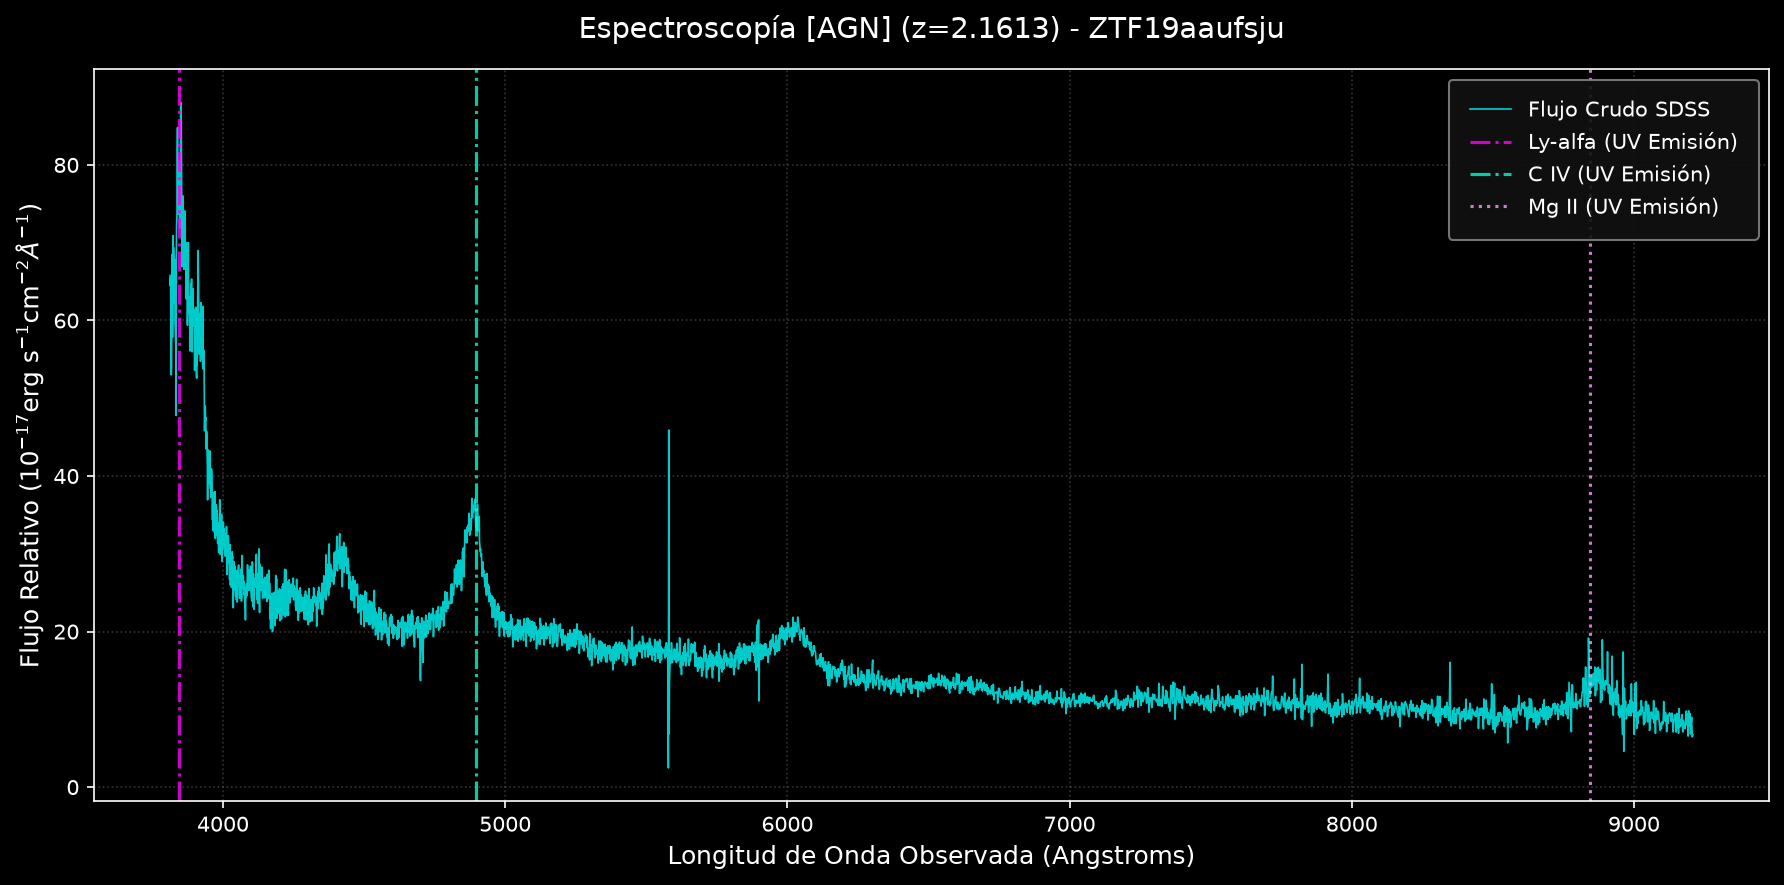 Espectroscopía [AGN] (z=2.1613) - ZTF19aaufsju
Flujo Crudo SDSS
Ly-alfa (UV Emisión)
C IV (UV Emisión)
Mg II (UV Emisión)
Flujo Relativo (10⁻¹⁷erg s⁻¹cm⁻²Å⁻¹)
80
60
40
20
0
4000 5000 6000 7000 8000 9000
Longitud de Onda Observada (Angstroms)